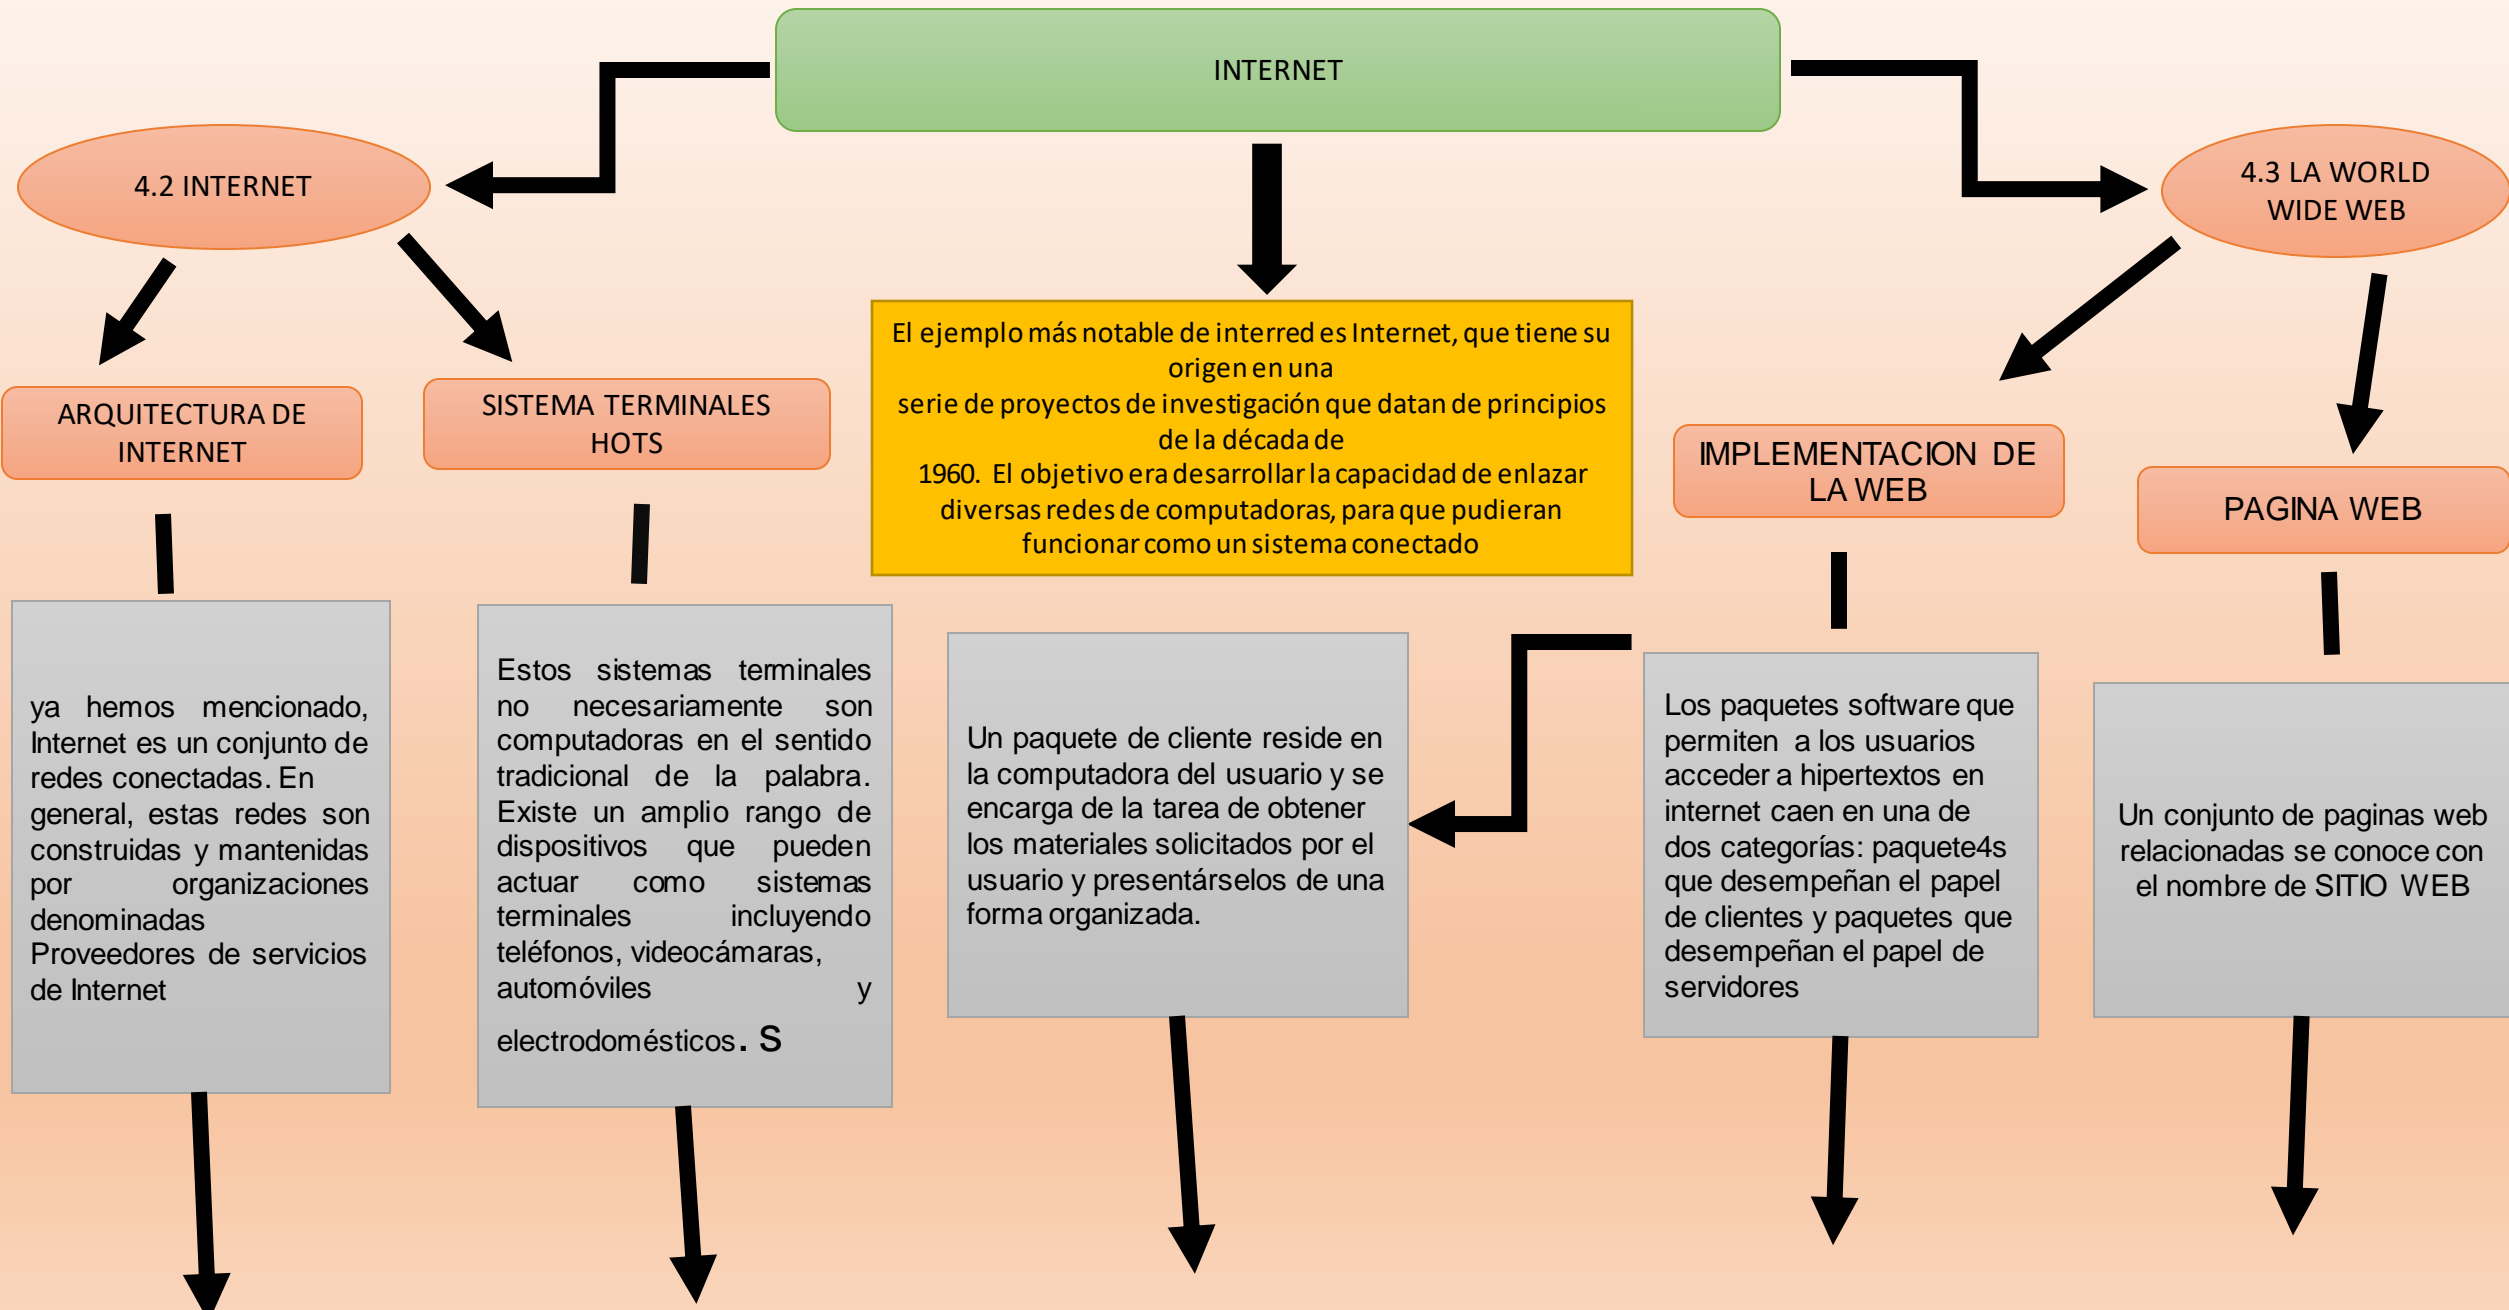 INTERNET
4.2 INTERNET
4.3 LA WORLD
WIDE WEB
El ejemplo más notable de interred es Internet, que tiene su
origen en una
serie de proyectos de investigación que datan de principios
de la década de
1960. El objetivo era desarrollar la capacidad de enlazar
diversas redes de computadoras, para que pudieran
funcionar como un sistema conectado
ARQUITECTURA DE
INTERNET
SISTEMA TERMINALES
HOTS
IMPLEMENTACION DE
LA WEB
PAGINA WEB
ya hemos mencionado,
Internet es un conjunto de
redes conectadas. En
general, estas redes son
construidas y mantenidas
por organizaciones
denominadas
Proveedores de servicios
de Internet
Estos sistemas terminales
no necesariamente son
computadoras en el sentido
tradicional de la palabra.
Existe un amplio rango de
dispositivos que pueden
actuar como sistemas
terminales incluyendo
teléfonos, videocámaras,
automóviles y
electrodomésticos. S
Un paquete de cliente reside en
la computadora del usuario y se
encarga de la tarea de obtener
los materiales solicitados por el
usuario y presentárselos de una
forma organizada.
Los paquetes software que
permiten a los usuarios
acceder a hipertextos en
internet caen en una de
dos categorías: paquete4s
que desempeñan el papel
de clientes y paquetes que
desempeñan el papel de
servidores
Un conjunto de paginas web
relacionadas se conoce con
el nombre de SITIO WEB